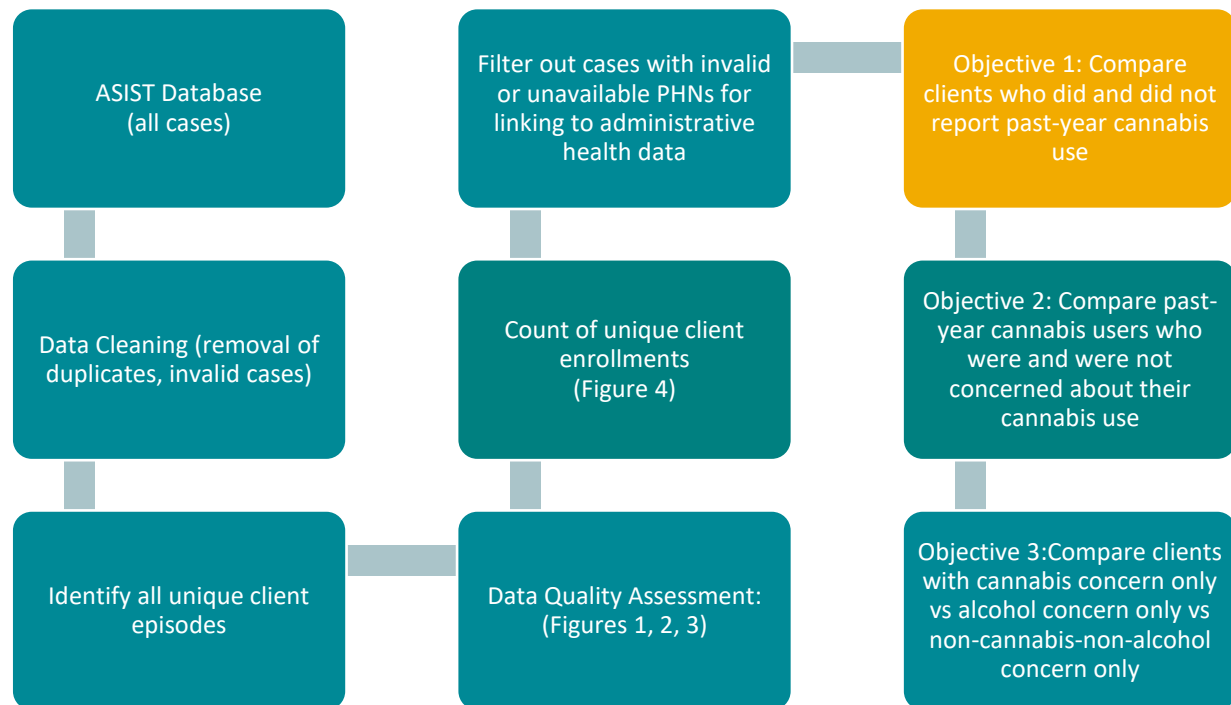 ASIST Database
(all cases)
Data Cleaning (removal of
duplicates, invalid cases)
Identify all unique client
episodes
Data Quality Assessment:
(Figures 1, 2, 3)
Count of unique client
enrollments
(Figure 4)
Filter out cases with invalid
or unavailable PHNs for
linking to administrative
health data
Objective 1: Compare
clients who did and did not
report past-year cannabis
use
Objective 2: Compare past-
year cannabis users who
were and were not
concerned about their
cannabis use
Objective 3:Compare clients
with cannabis concern only
vs alcohol concern only vs
non-cannabis-non-alcohol
concern only